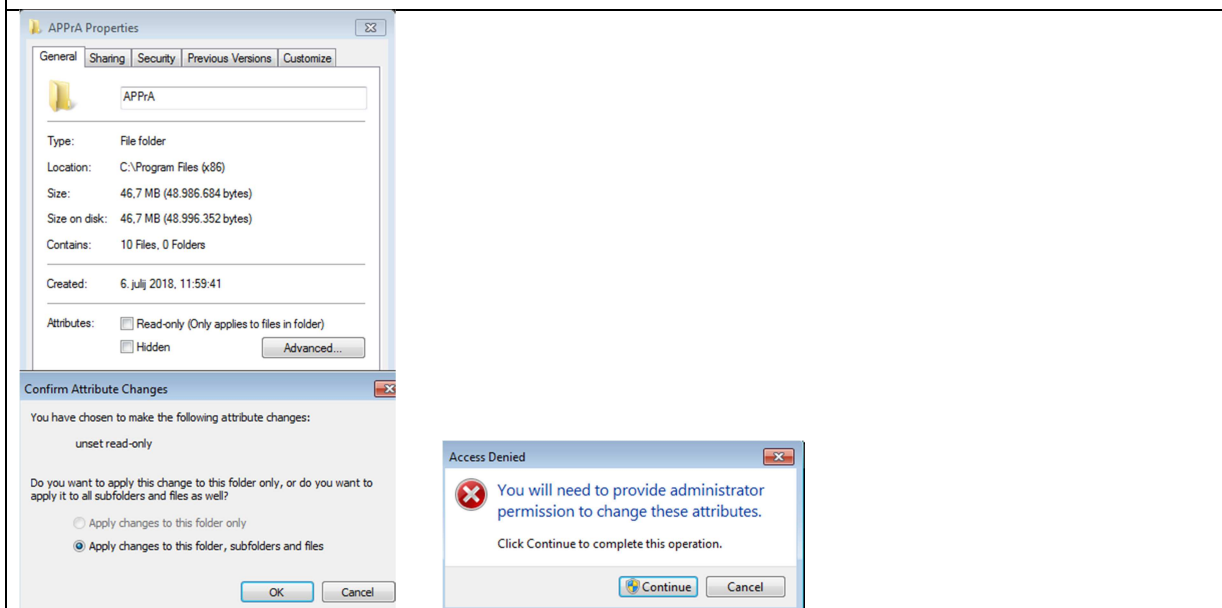 APPrA Properties
General Sharing Security Previous Versions Customize
APPrA
Type: File folder
Location: C:\Program Files (x86)
Size: 46,7 MB (48.986.684 bytes)
Size on disk: 46,7 MB (48.996.352 bytes)
Contains: 10 Files, 0 Folders
Created: 6. julij 2018, 11:59:41
Attributes: Read-only (Only applies to files in folder)
Hidden Advanced...
Confirm Attribute Changes
You have chosen to make the following attribute changes:
unset read-only
Do you want to apply this change to this folder only, or do you want to
apply it to all subfolders and files as well?
Apply changes to this folder only
Apply changes to this folder, subfolders and files
OK Cancel
Access Denied
You will need to provide administrator
permission to change these attributes.
Click Continue to complete this operation.
Continue Cancel